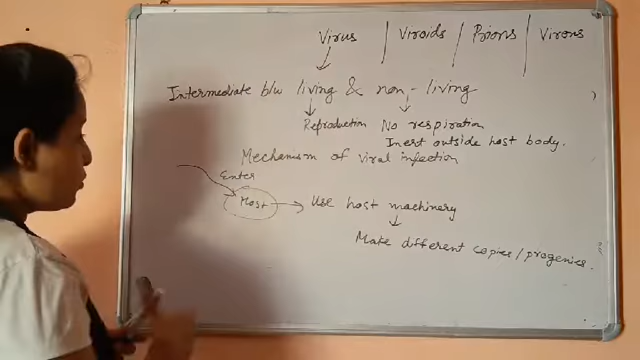 Virus | Viroids | Prions | Virons
Intermediate b/w living & non-living
Reproduction No respiration
Inert outside host body.
Mechanism of viral infection
Enter
Host → Use host machinery
Make different copies/progenies.